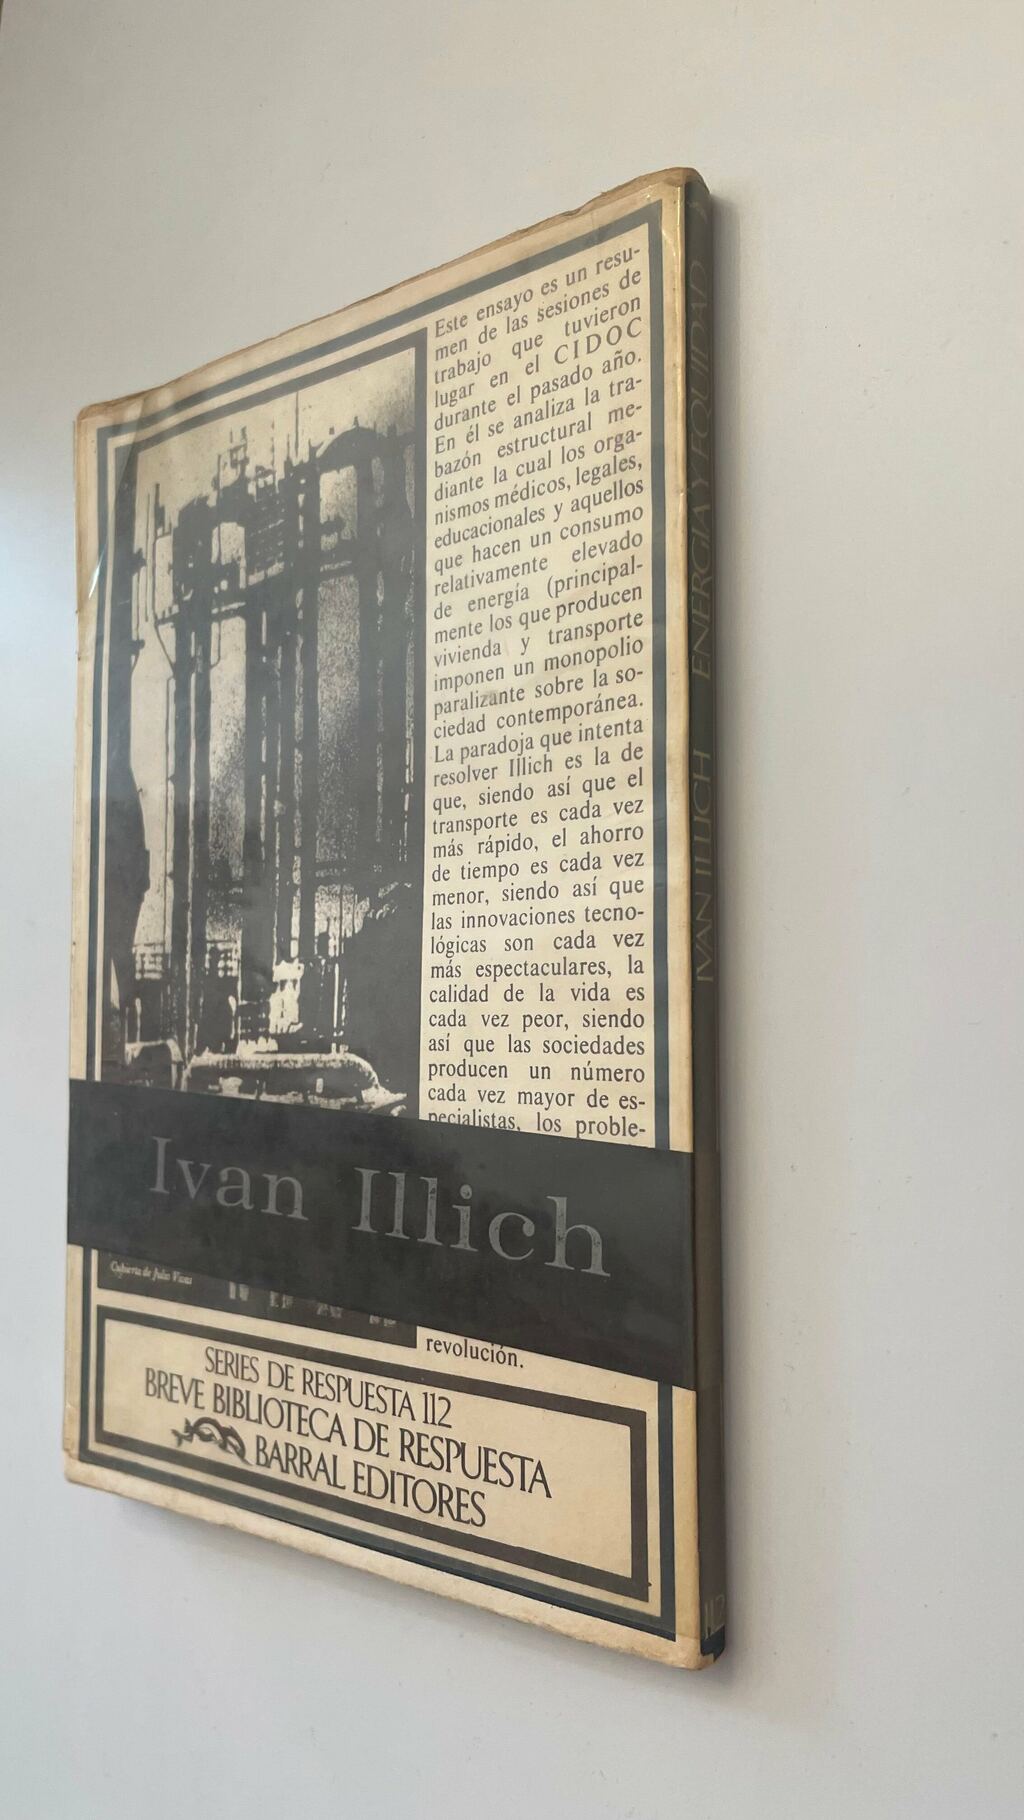 Este ensayo es un resu-
men de las sesiones de
trabajo que tuvieron
lugar en el CIDOC
durante el pasado año.
En él se analiza la tra-
bazón estructural me-
diante la cual los orga-
nismos médicos, legales,
educacionales y aquellos
que hacen un consumo
relativamente elevado
de energía (principal-
mente los que producen
vivienda y transporte
imponen un monopolio
paralizante sobre la so-
ciedad contemporánea.
La paradoja que intenta
resolver Illich es la de
que, siendo así que el
transporte es cada vez
más rápido, el ahorro
de tiempo es cada vez
menor, siendo así que
las innovaciones tecno-
lógicas son cada vez
más espectaculares, la
calidad de la vida es
cada vez peor, siendo
así que las sociedades
producen un número
cada vez mayor de es-
pecialistas, los proble-
Ivan Illich
Cubierta de Julio Vivas
revolución.
SERIES DE RESPUESTA 112
BREVE BIBLIOTECA DE RESPUESTA
BARRAL EDITORES
IVAN ILLICH ENERGÍA Y EQUIDAD
112